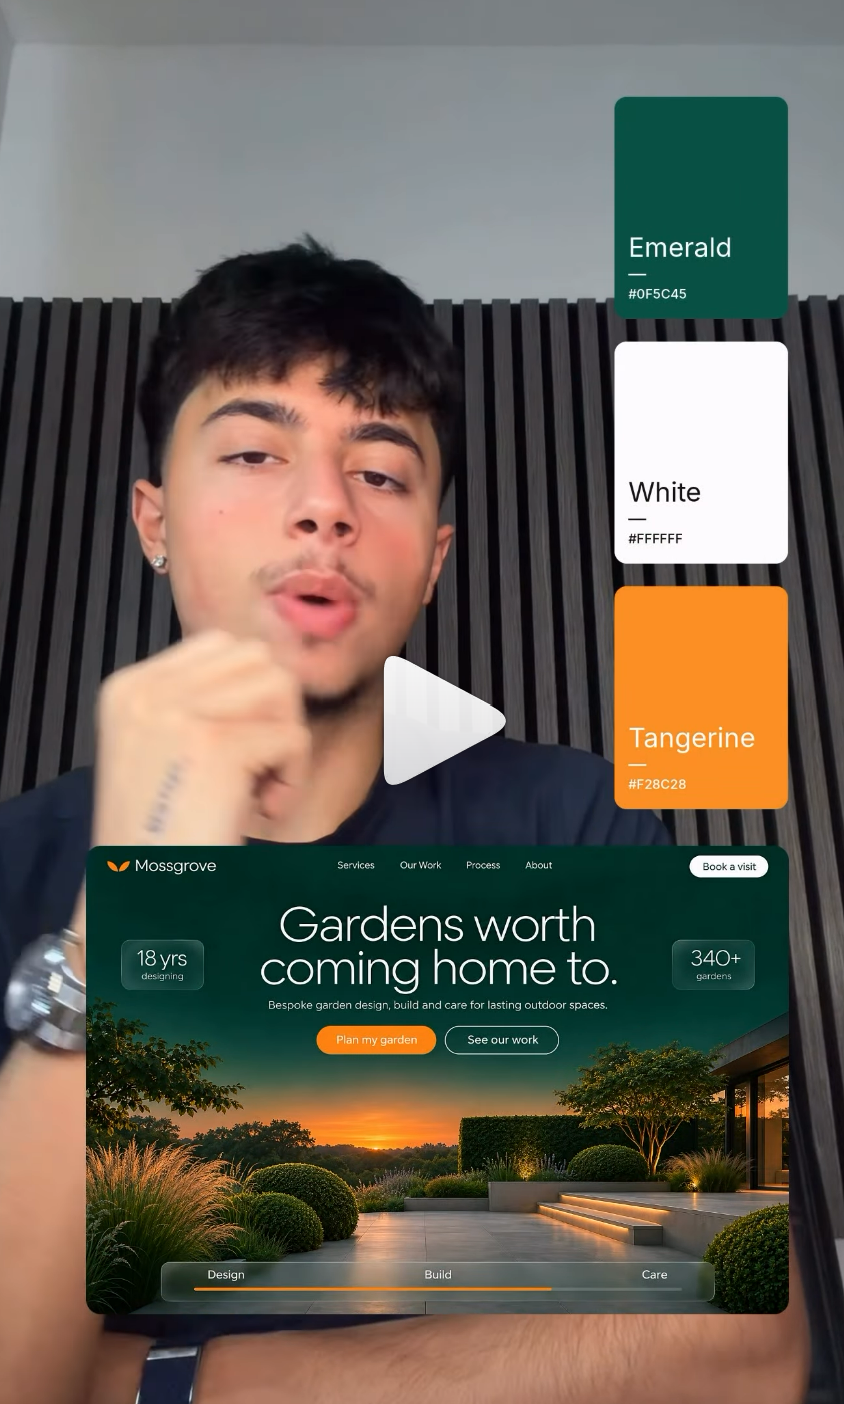 Emerald
#0F5C45
White
#FFFFFF
Tangerine
#F28C28
Mossgrove
Services
Our Work
Process
About
Book a visit
Gardens worth
coming home to.
18 yrs
designing
340+
gardens
Bespoke garden design, build and care for lasting outdoor spaces.
Plan my garden
See our work
Design
Build
Care